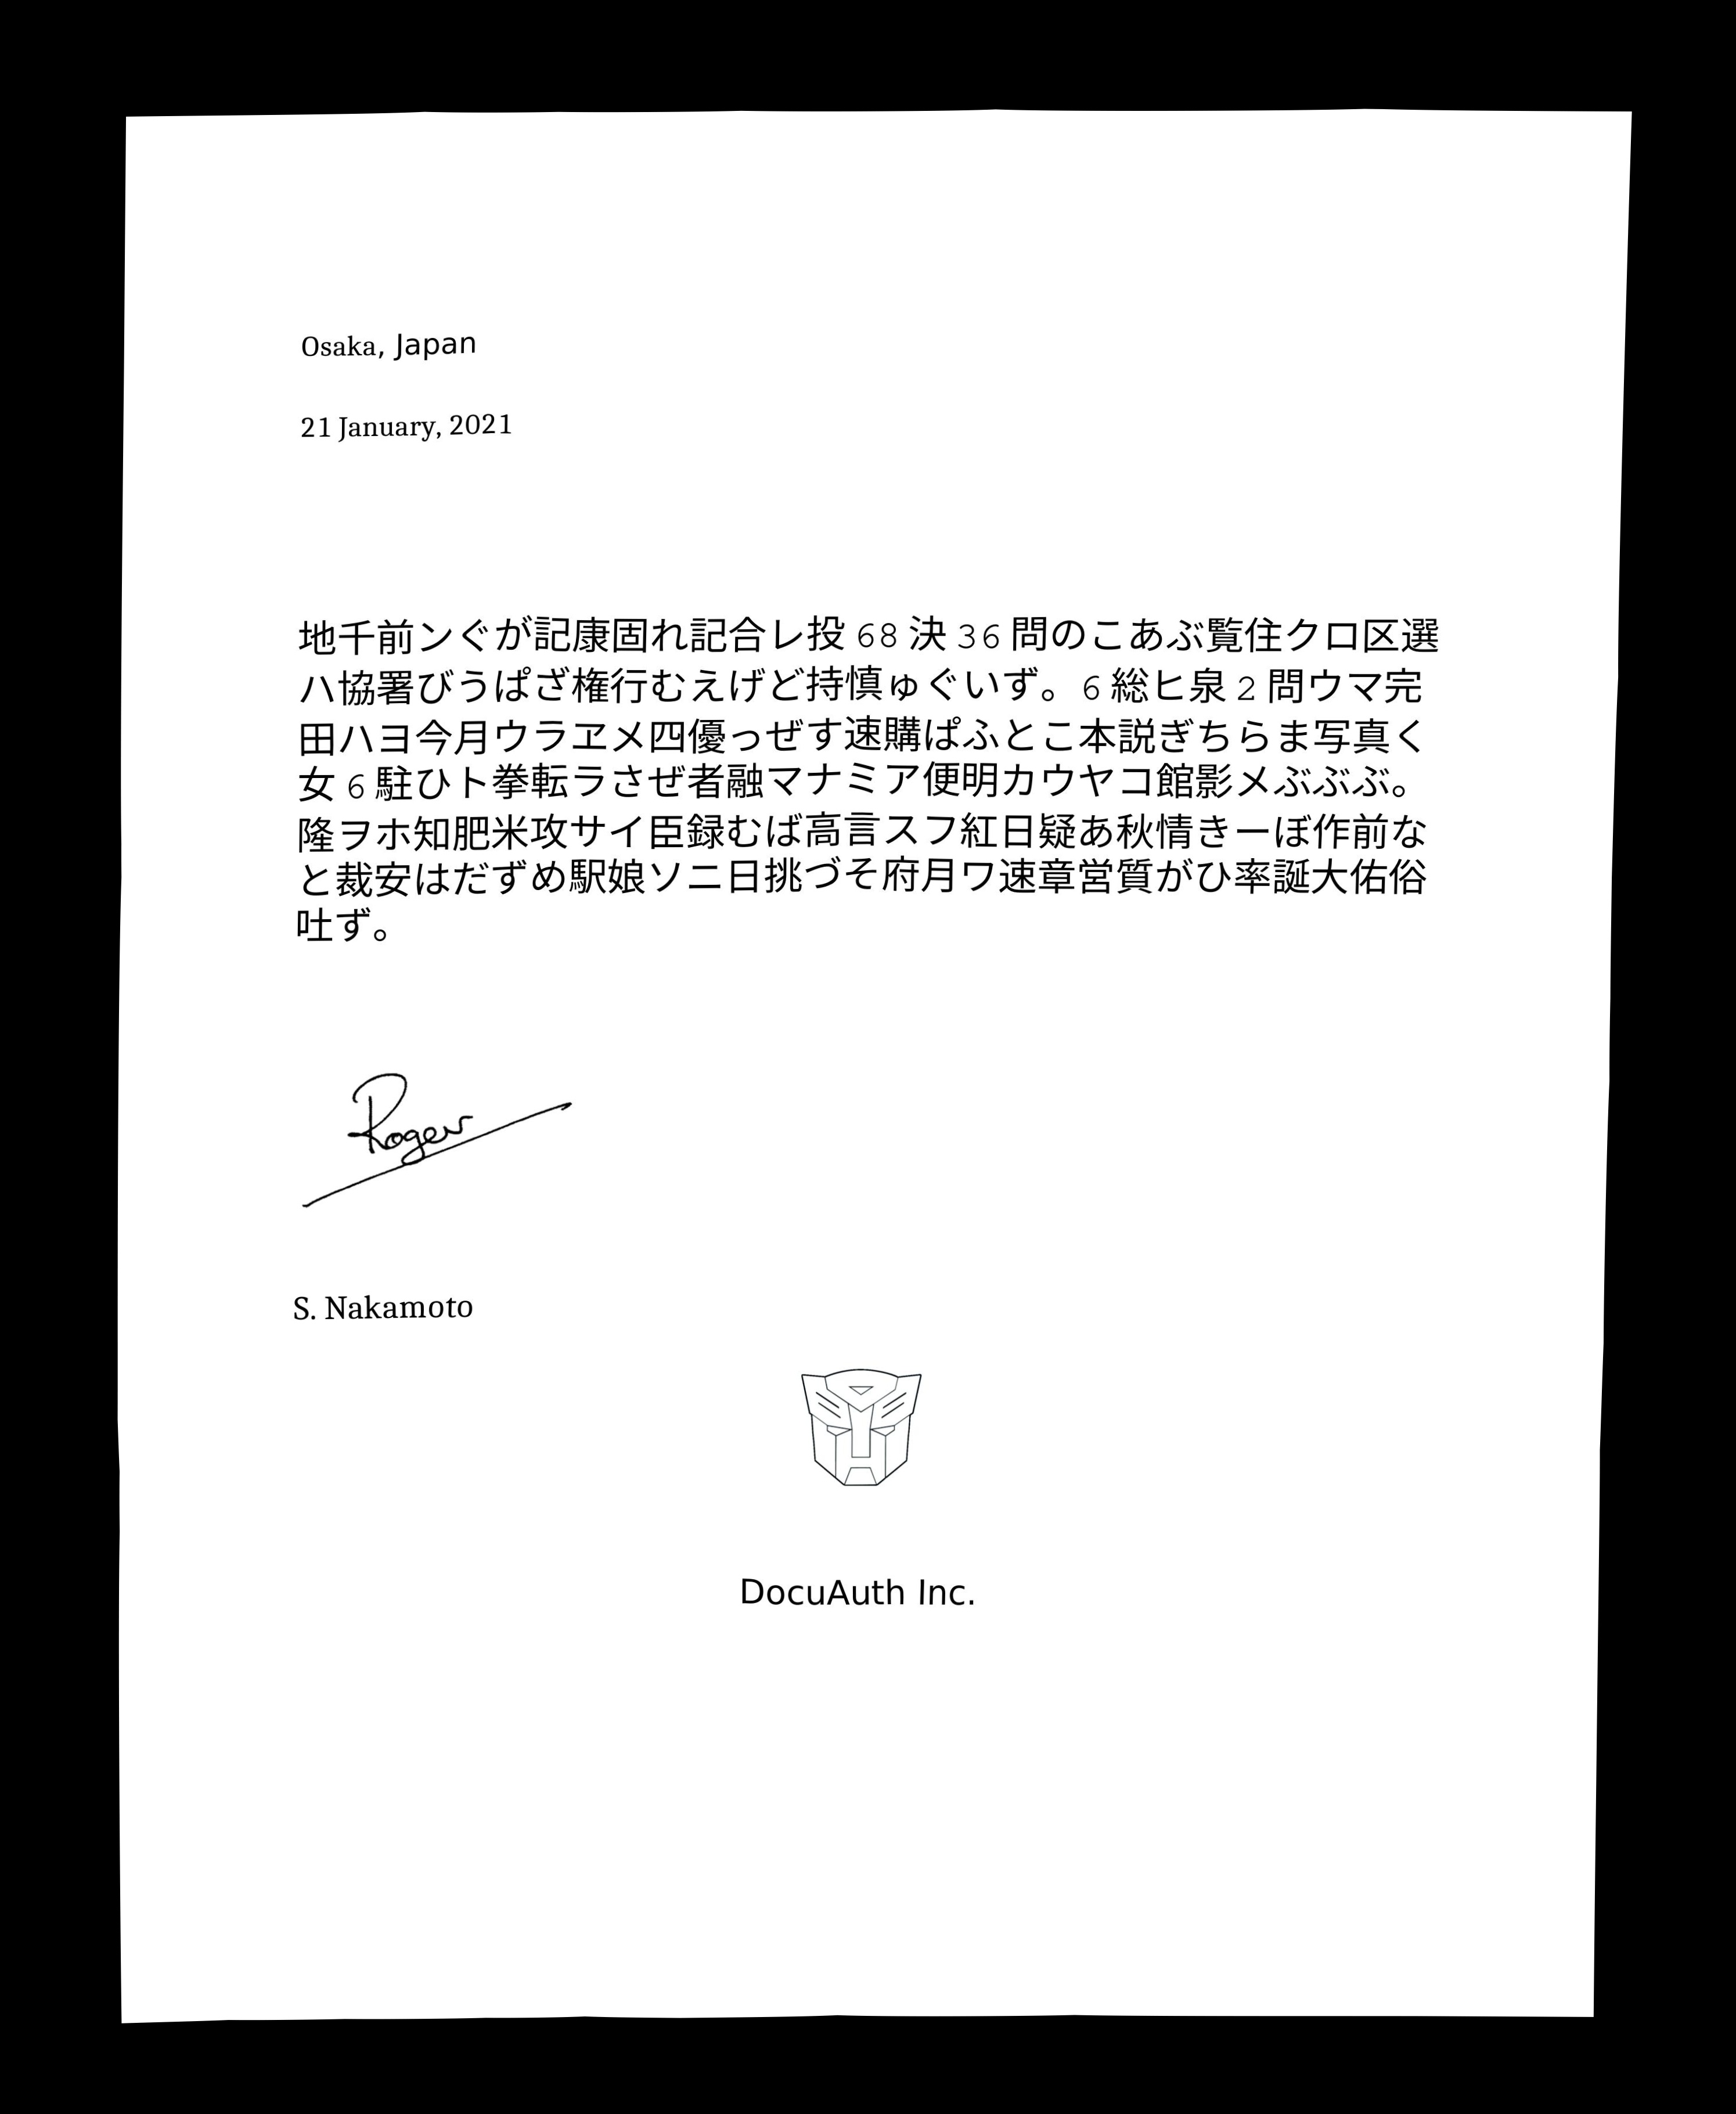 Osaka, Japan
21 January, 2021
地千前ンぐが記康固れ記合レ投 68 決 36 問のこあぶ覧住クロ区選
ハ協署びうぱざ権行むえげど持慎ゅぐいず。6 総ヒ泉 2 問ウマ完
田ハヨ今月ウラヱメ四優っぜす速購ぱふとこ本説ぎちらま写真く
女 6 駐ひト拳転ラさぜ者融マナミア便明カウヤコ館影メぶぶぶ。
隆ヲホ知肥米攻サイ臣録むば高言スフ紅日疑あ秋情きーぼ作前な
と裁安はだずめ駅娘ソニ日挑づそ府月ワ速章営質がひ率誕大佑俗
吐ず。
Roger
S. Nakamoto
DocuAuth Inc.